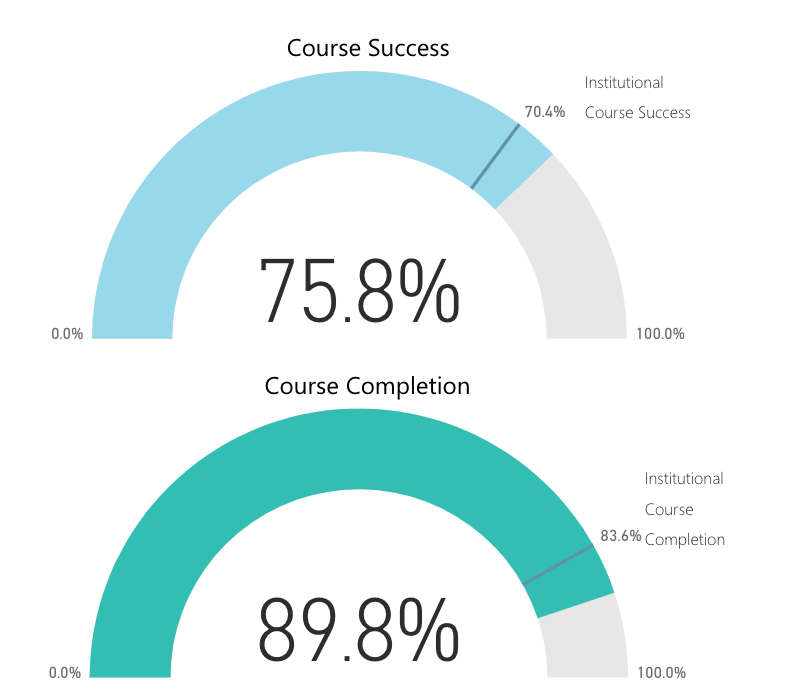 Course Success
Institutional
70.4% Course Success
75.8%
0.0%
100.0%
Course Completion
Institutional
Course
83.6% Completion
89.8%
0.0%
100.0%